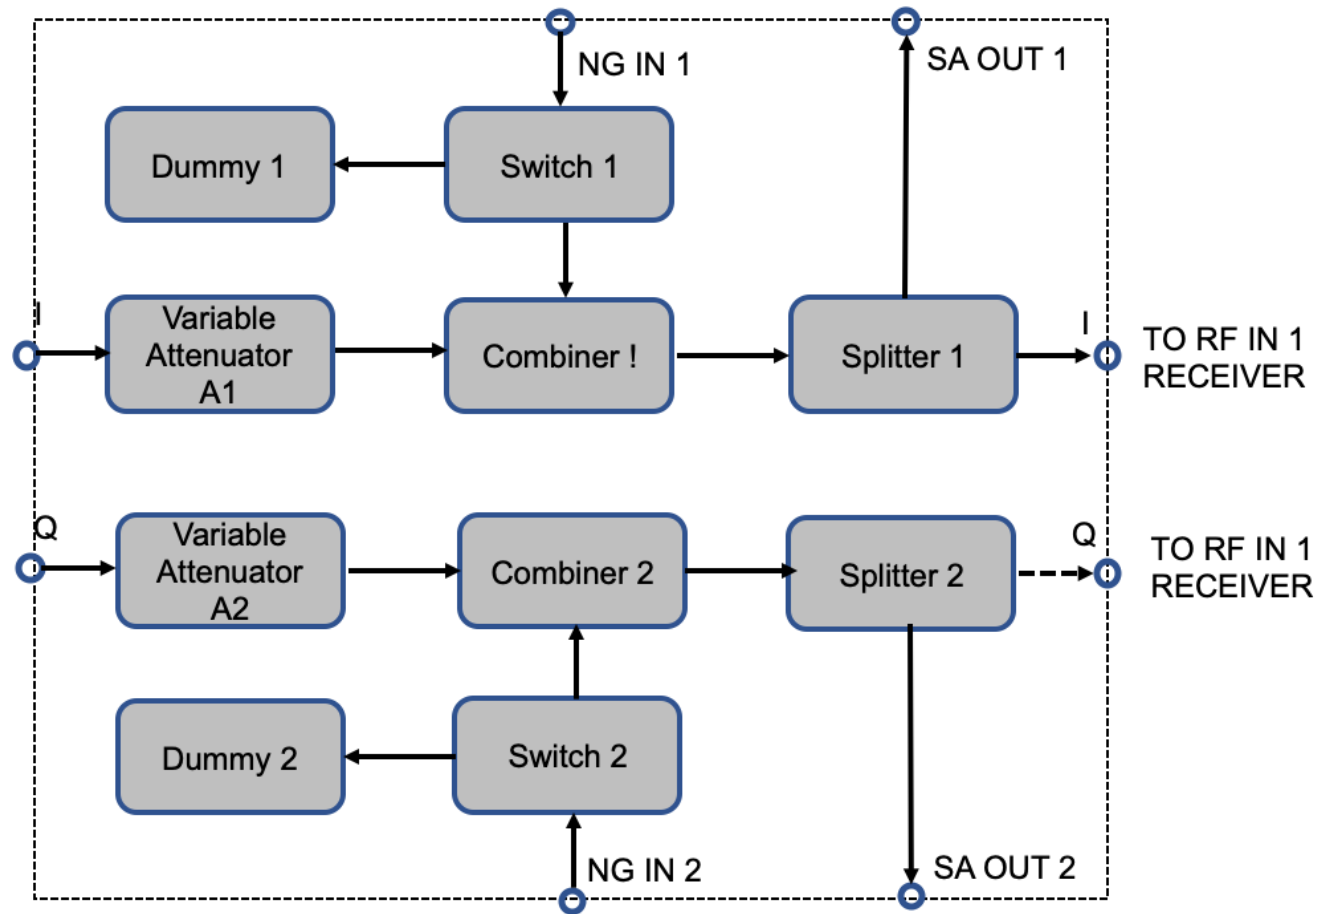 NG IN 1
SA OUT 1
Dummy 1
Switch 1
I
Variable
Attenuator
A1
Combiner !
Splitter 1
I
TO RF IN 1
RECEIVER
Q
Variable
Attenuator
A2
Combiner 2
Splitter 2
Q
TO RF IN 1
RECEIVER
Dummy 2
Switch 2
NG IN 2
SA OUT 2